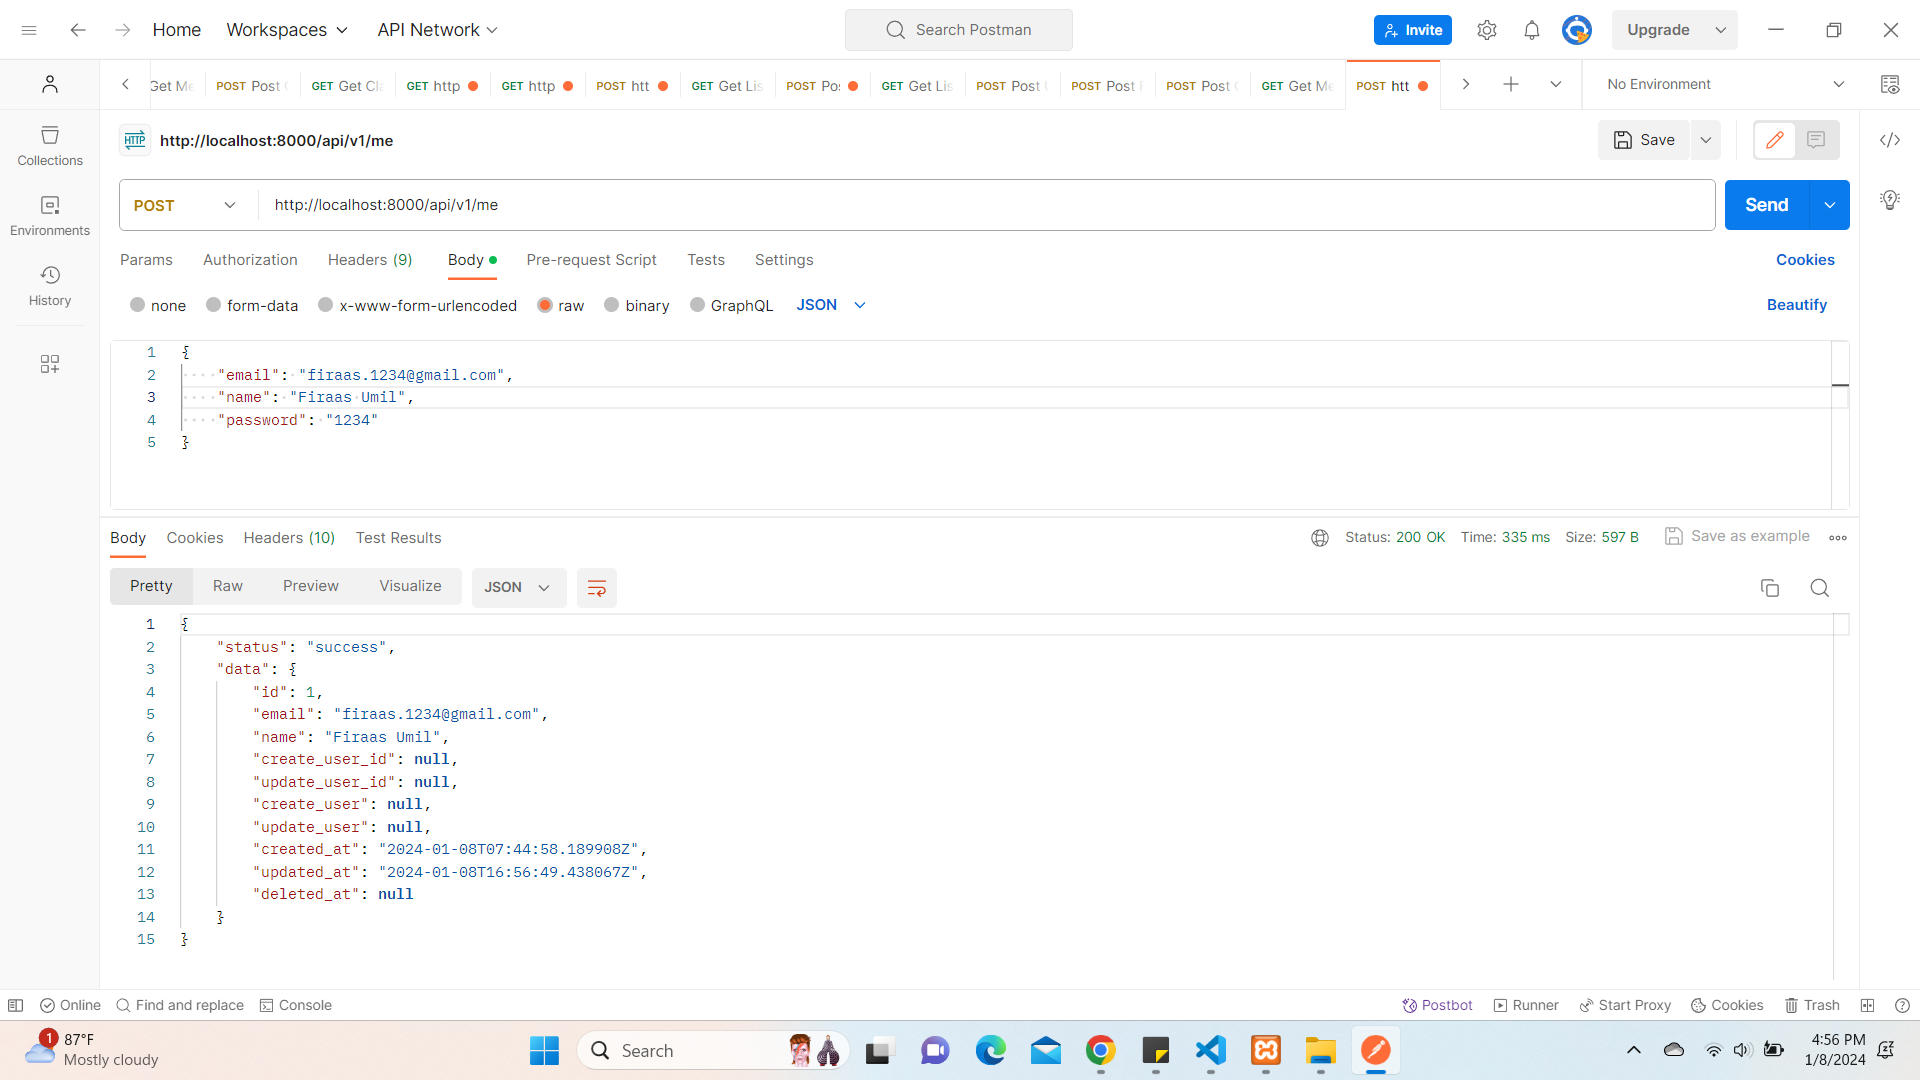 Home Workspaces API Network Search Postman Invite Upgrade
Get Me POST Post GET Get Cla GET http GET http POST htt GET Get Lis POST Pos GET Get Lis POST Post POST Post POST Post GET Get Me POST htt No Environment
HTTP http://localhost:8000/api/v1/me Save
POST http://localhost:8000/api/v1/me Send
Params Authorization Headers (9) Body Pre-request Script Tests Settings Cookies
none form-data x-www-form-urlencoded raw binary GraphQL JSON Beautify
Collections
Environments
History
1 {
2 "email": "firaas.1234@gmail.com",
3 "name": "Firaas Umil",
4 "password": "1234"
5 }
Body Cookies Headers (10) Test Results Status: 200 OK Time: 335 ms Size: 597 B Save as example
Pretty Raw Preview Visualize JSON
1 {
2 "status": "success",
3 "data": {
4 "id": 1,
5 "email": "firaas.1234@gmail.com",
6 "name": "Firaas Umil",
7 "create_user_id": null,
8 "update_user_id": null,
9 "create_user": null,
10 "update_user": null,
11 "created_at": "2024-01-08T07:44:58.189908Z",
12 "updated_at": "2024-01-08T16:56:49.438067Z",
13 "deleted_at": null
14 }
15 }
Online Find and replace Console Postbot Runner Start Proxy Cookies Trash
1 87°F
Mostly cloudy
Search
4:56 PM
1/8/2024